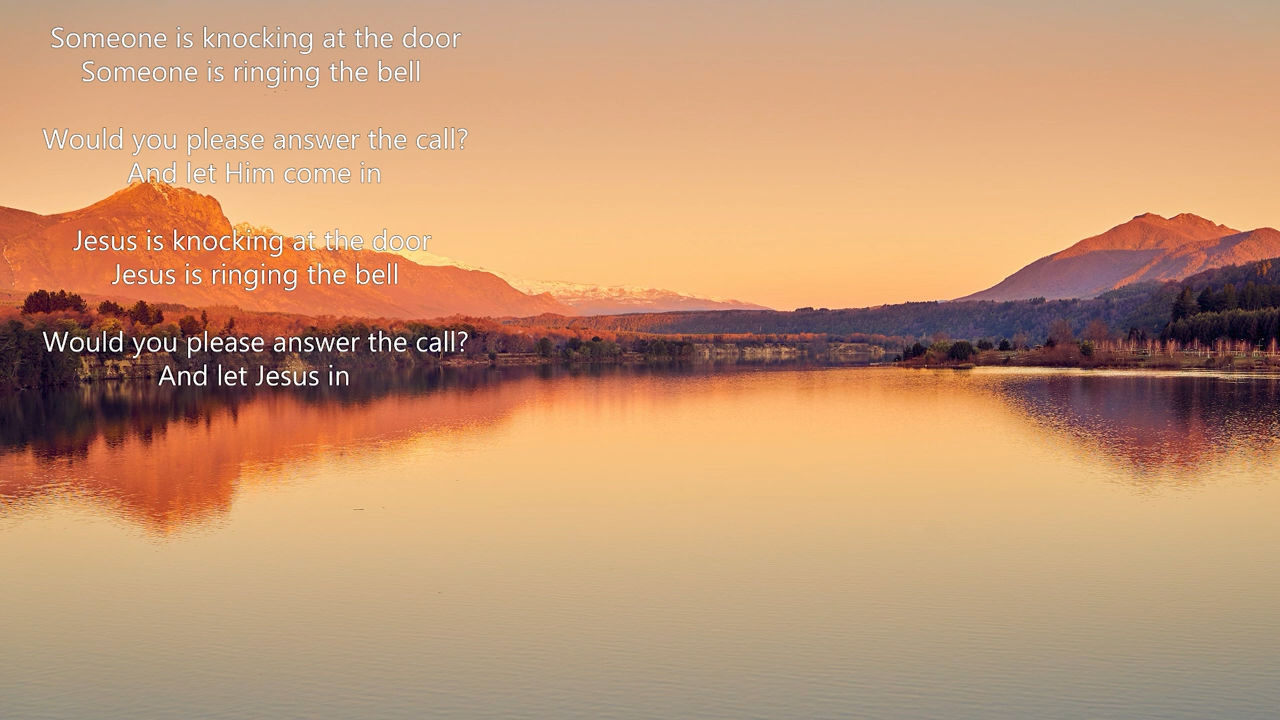 Someone is knocking at the door
Someone is ringing the bell
Would you please answer the call?
And let Him come in
Jesus is knocking at the door
Jesus is ringing the bell
Would you please answer the call?
And let Jesus in